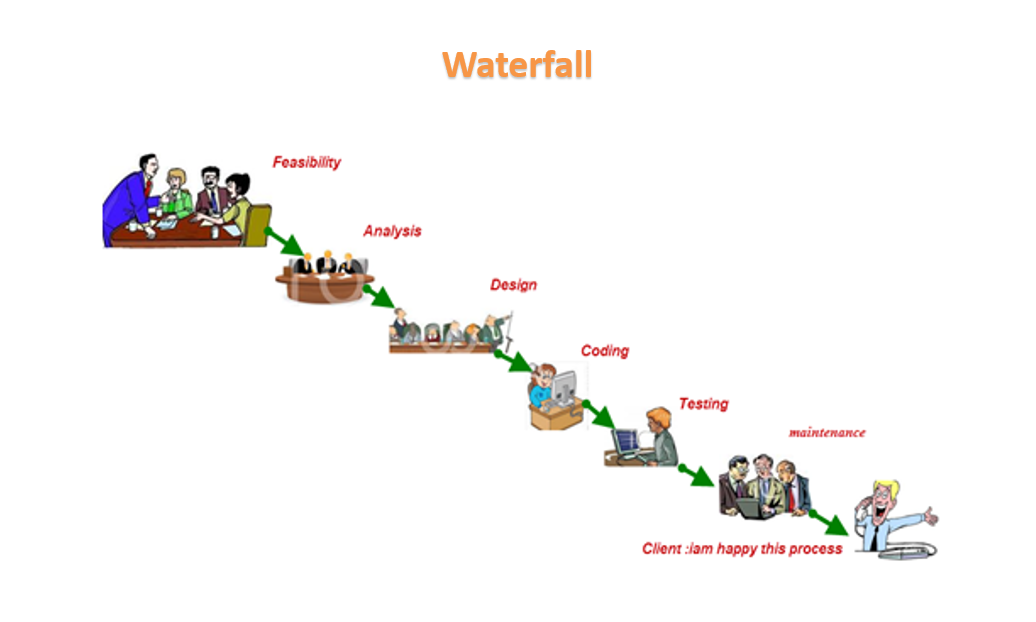 Waterfall
Feasibility
Analysis
Design
Coding
Testing
maintenance
Client :iam happy this process